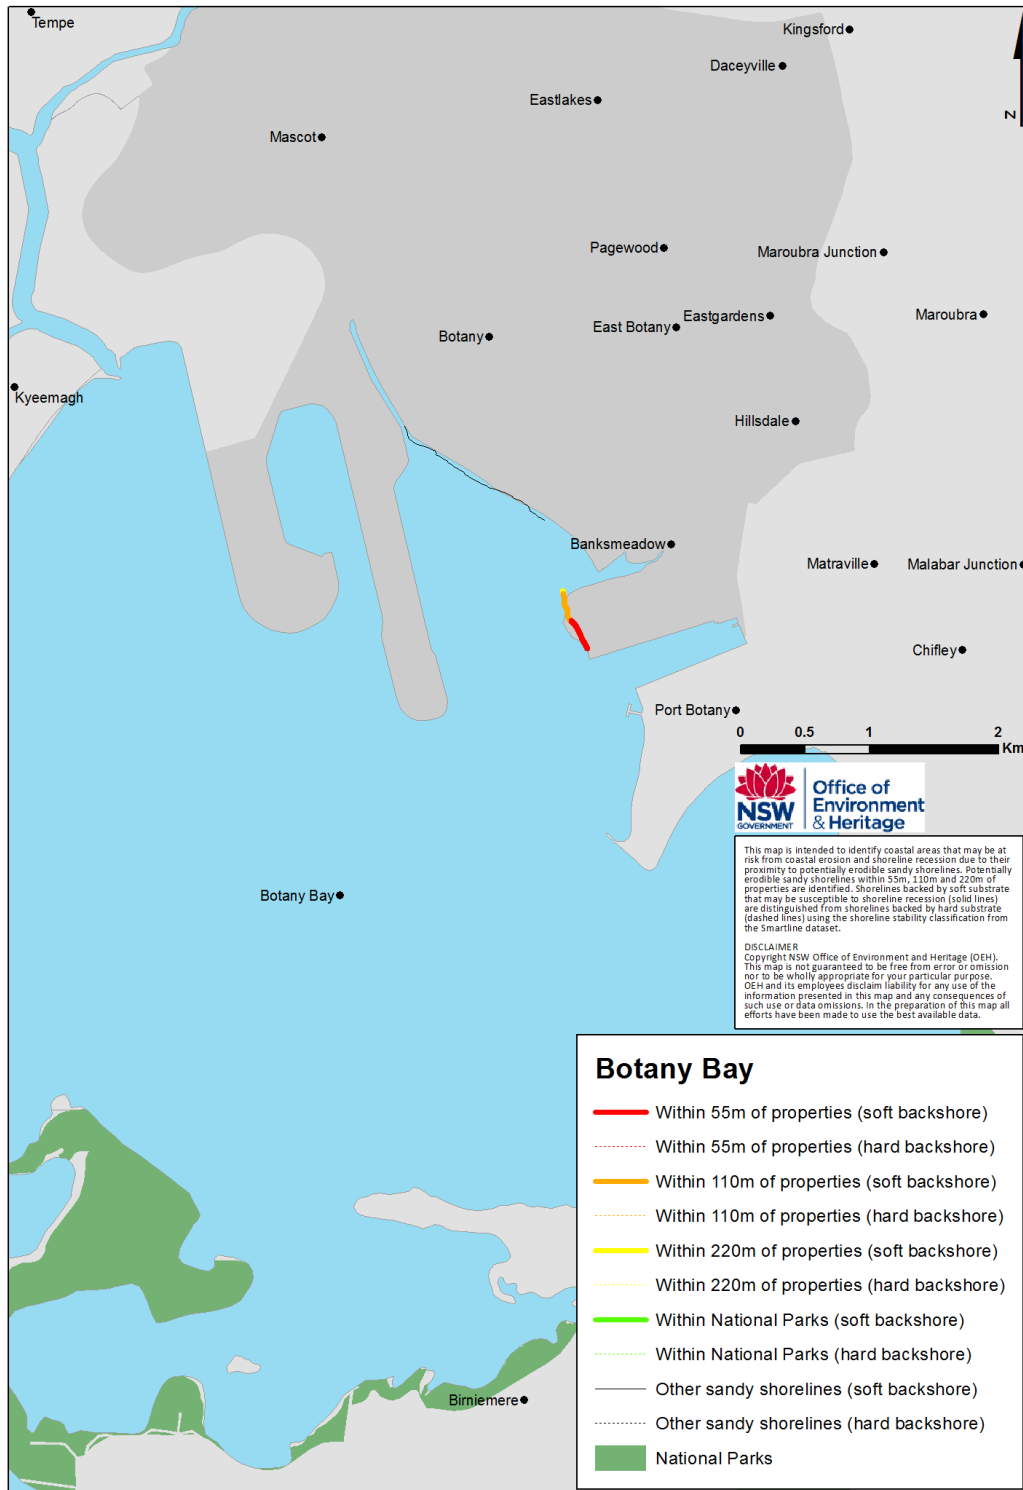 Tempe
Kingsford
Daceyville
Eastlakes
Mascot
Z
Pagewood
Maroubra Junction
Eastgardens
Maroubra
East Botany
Botany
Kyeemagh
Hillsdale
Banksmeadow
Matraville
Malabar Junction
Chifley
Port Botany
0 0.5 1 2
Km
NSW
GOVERNMENT
Office of
Environment
& Heritage
This map is intended to identify coastal areas that may be at
risk from coastal erosion and shoreline recession due to their
proximity to potentially erodible sandy shorelines. Potentially
erodible sandy shorelines within 55m, 110m and 220m of
properties are identified. Shorelines backed by soft substrate
that may be susceptible to shoreline recession (solid lines)
are distinguished from shorelines backed by hard substrate
(dashed lines) using the shoreline stability classification from
the Smartline dataset.
DISCLAIMER
Copyright NSW Office of Environment and Heritage (OEH).
This map is not guaranteed to be free from error or omission
nor to be wholly appropriate for your particular purpose.
OEH and its employees disclaim liability for any use of the
information presented in this map and any consequences of
such use or data omissions. In the preparation of this map all
efforts have been made to use the best available data.
Botany Bay
Botany Bay
Within 55m of properties (soft backshore)
Within 55m of properties (hard backshore)
Within 110m of properties (soft backshore)
Within 110m of properties (hard backshore)
Within 220m of properties (soft backshore)
Within 220m of properties (hard backshore)
Within National Parks (soft backshore)
Within National Parks (hard backshore)
Other sandy shorelines (soft backshore)
Other sandy shorelines (hard backshore)
National Parks
Birniemere